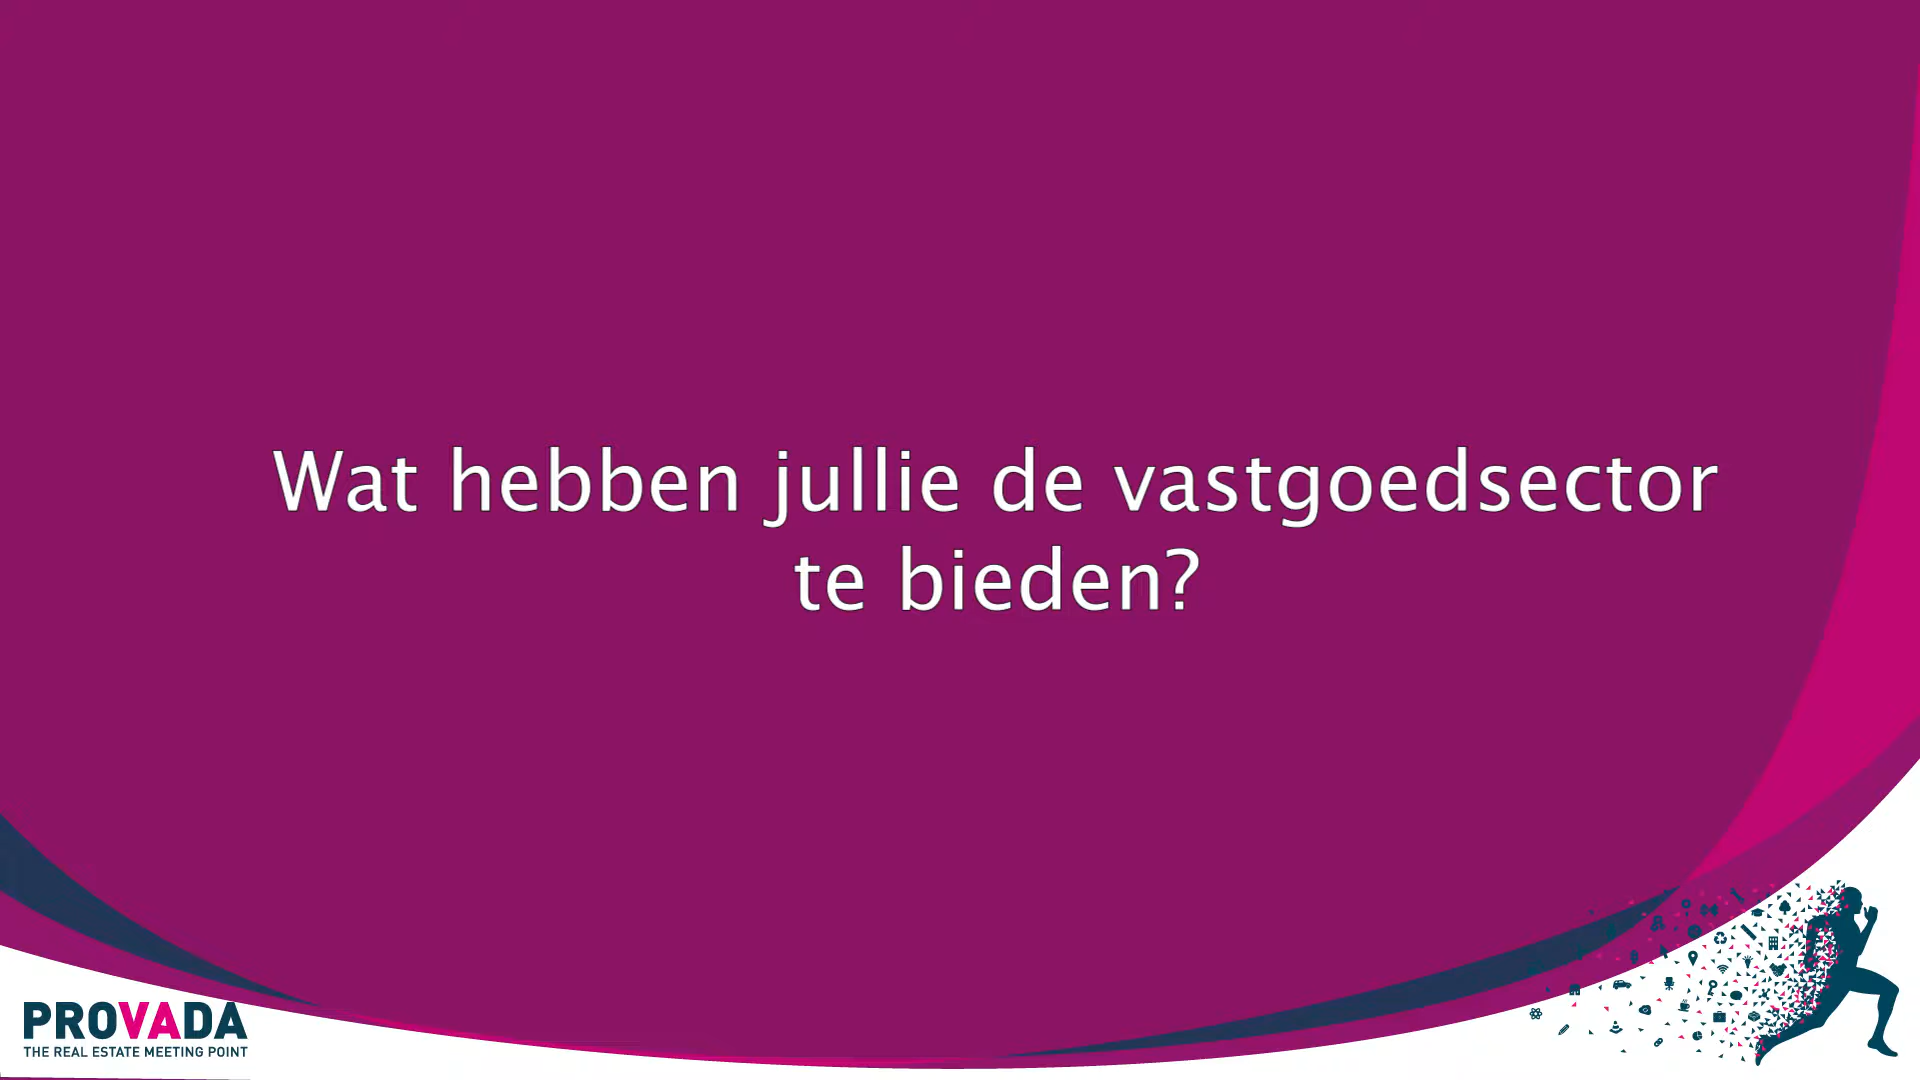 Wat hebben jullie de vastgoedsector
te bieden?
PROVADA
THE REAL ESTATE MEETING POINT